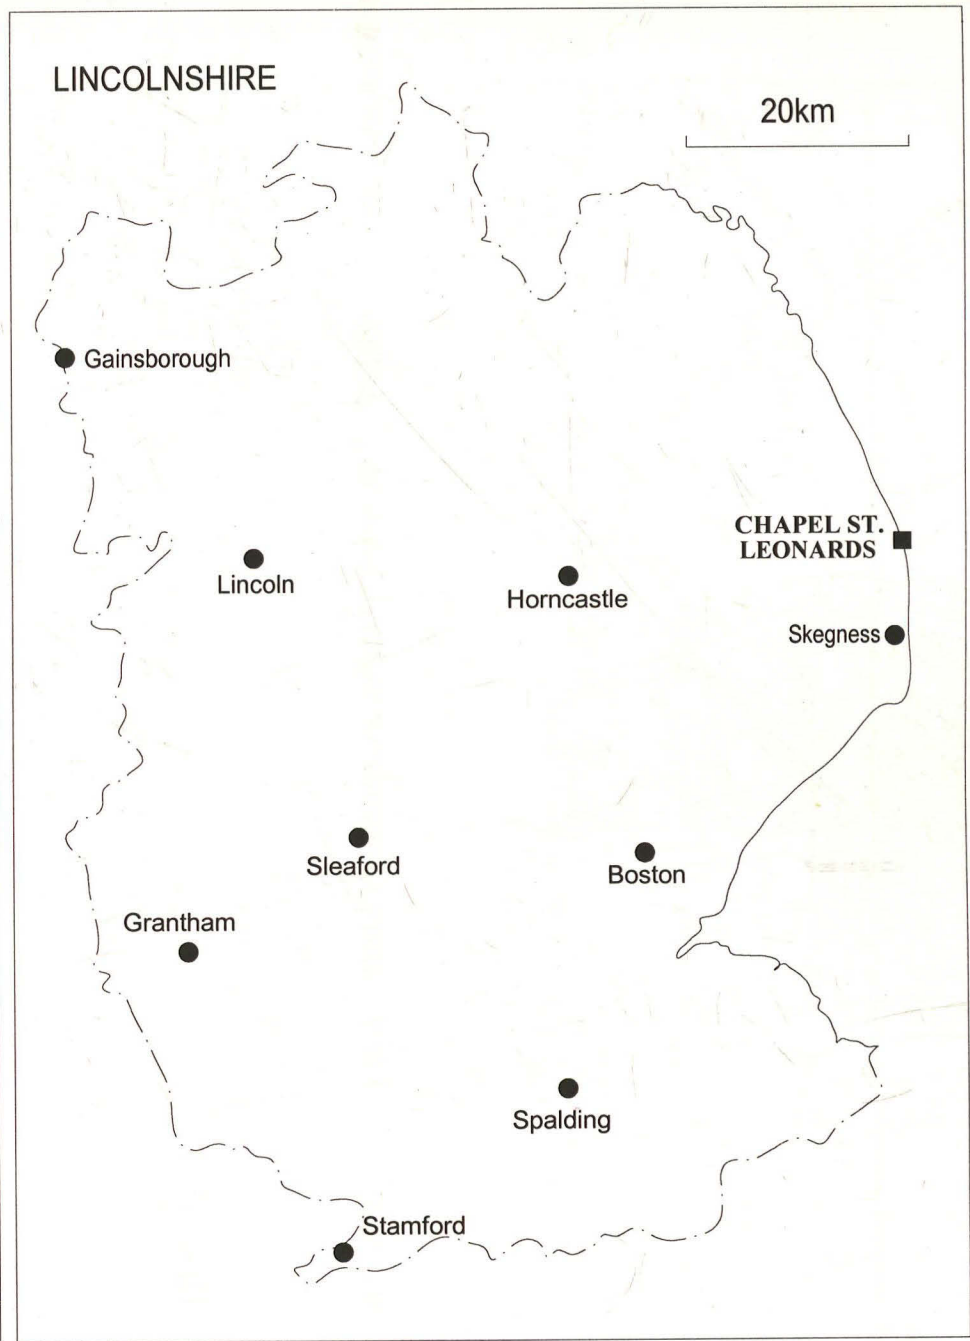 LINCOLNSHIRE
20km
Gainsborough
CHAPEL ST.
LEONARDS
Lincoln
Horncastle
Skegness
Sleaford
Boston
Grantham
Spalding
Stamford